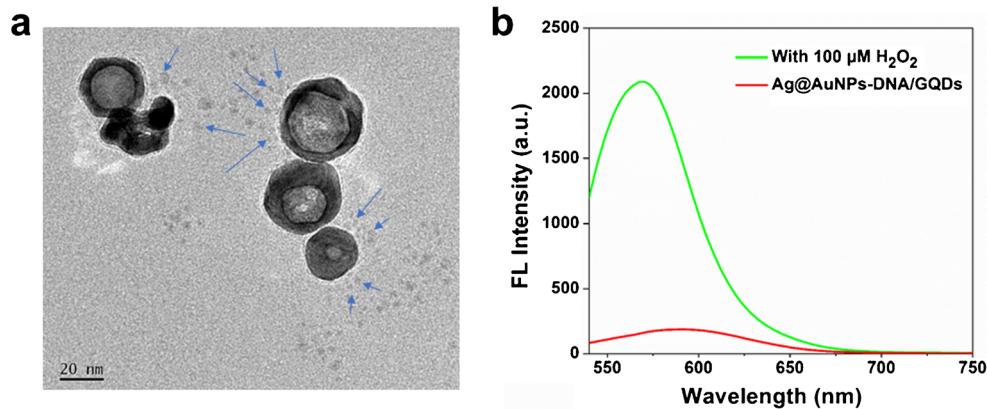 a
20 nm
b
FL Intensity (a.u.)
2500
2000
1500
1000
500
0
With 100 µM H₂O₂
Ag@AuNPs-DNA/GQDs
550 600 650 700 750
Wavelength (nm)